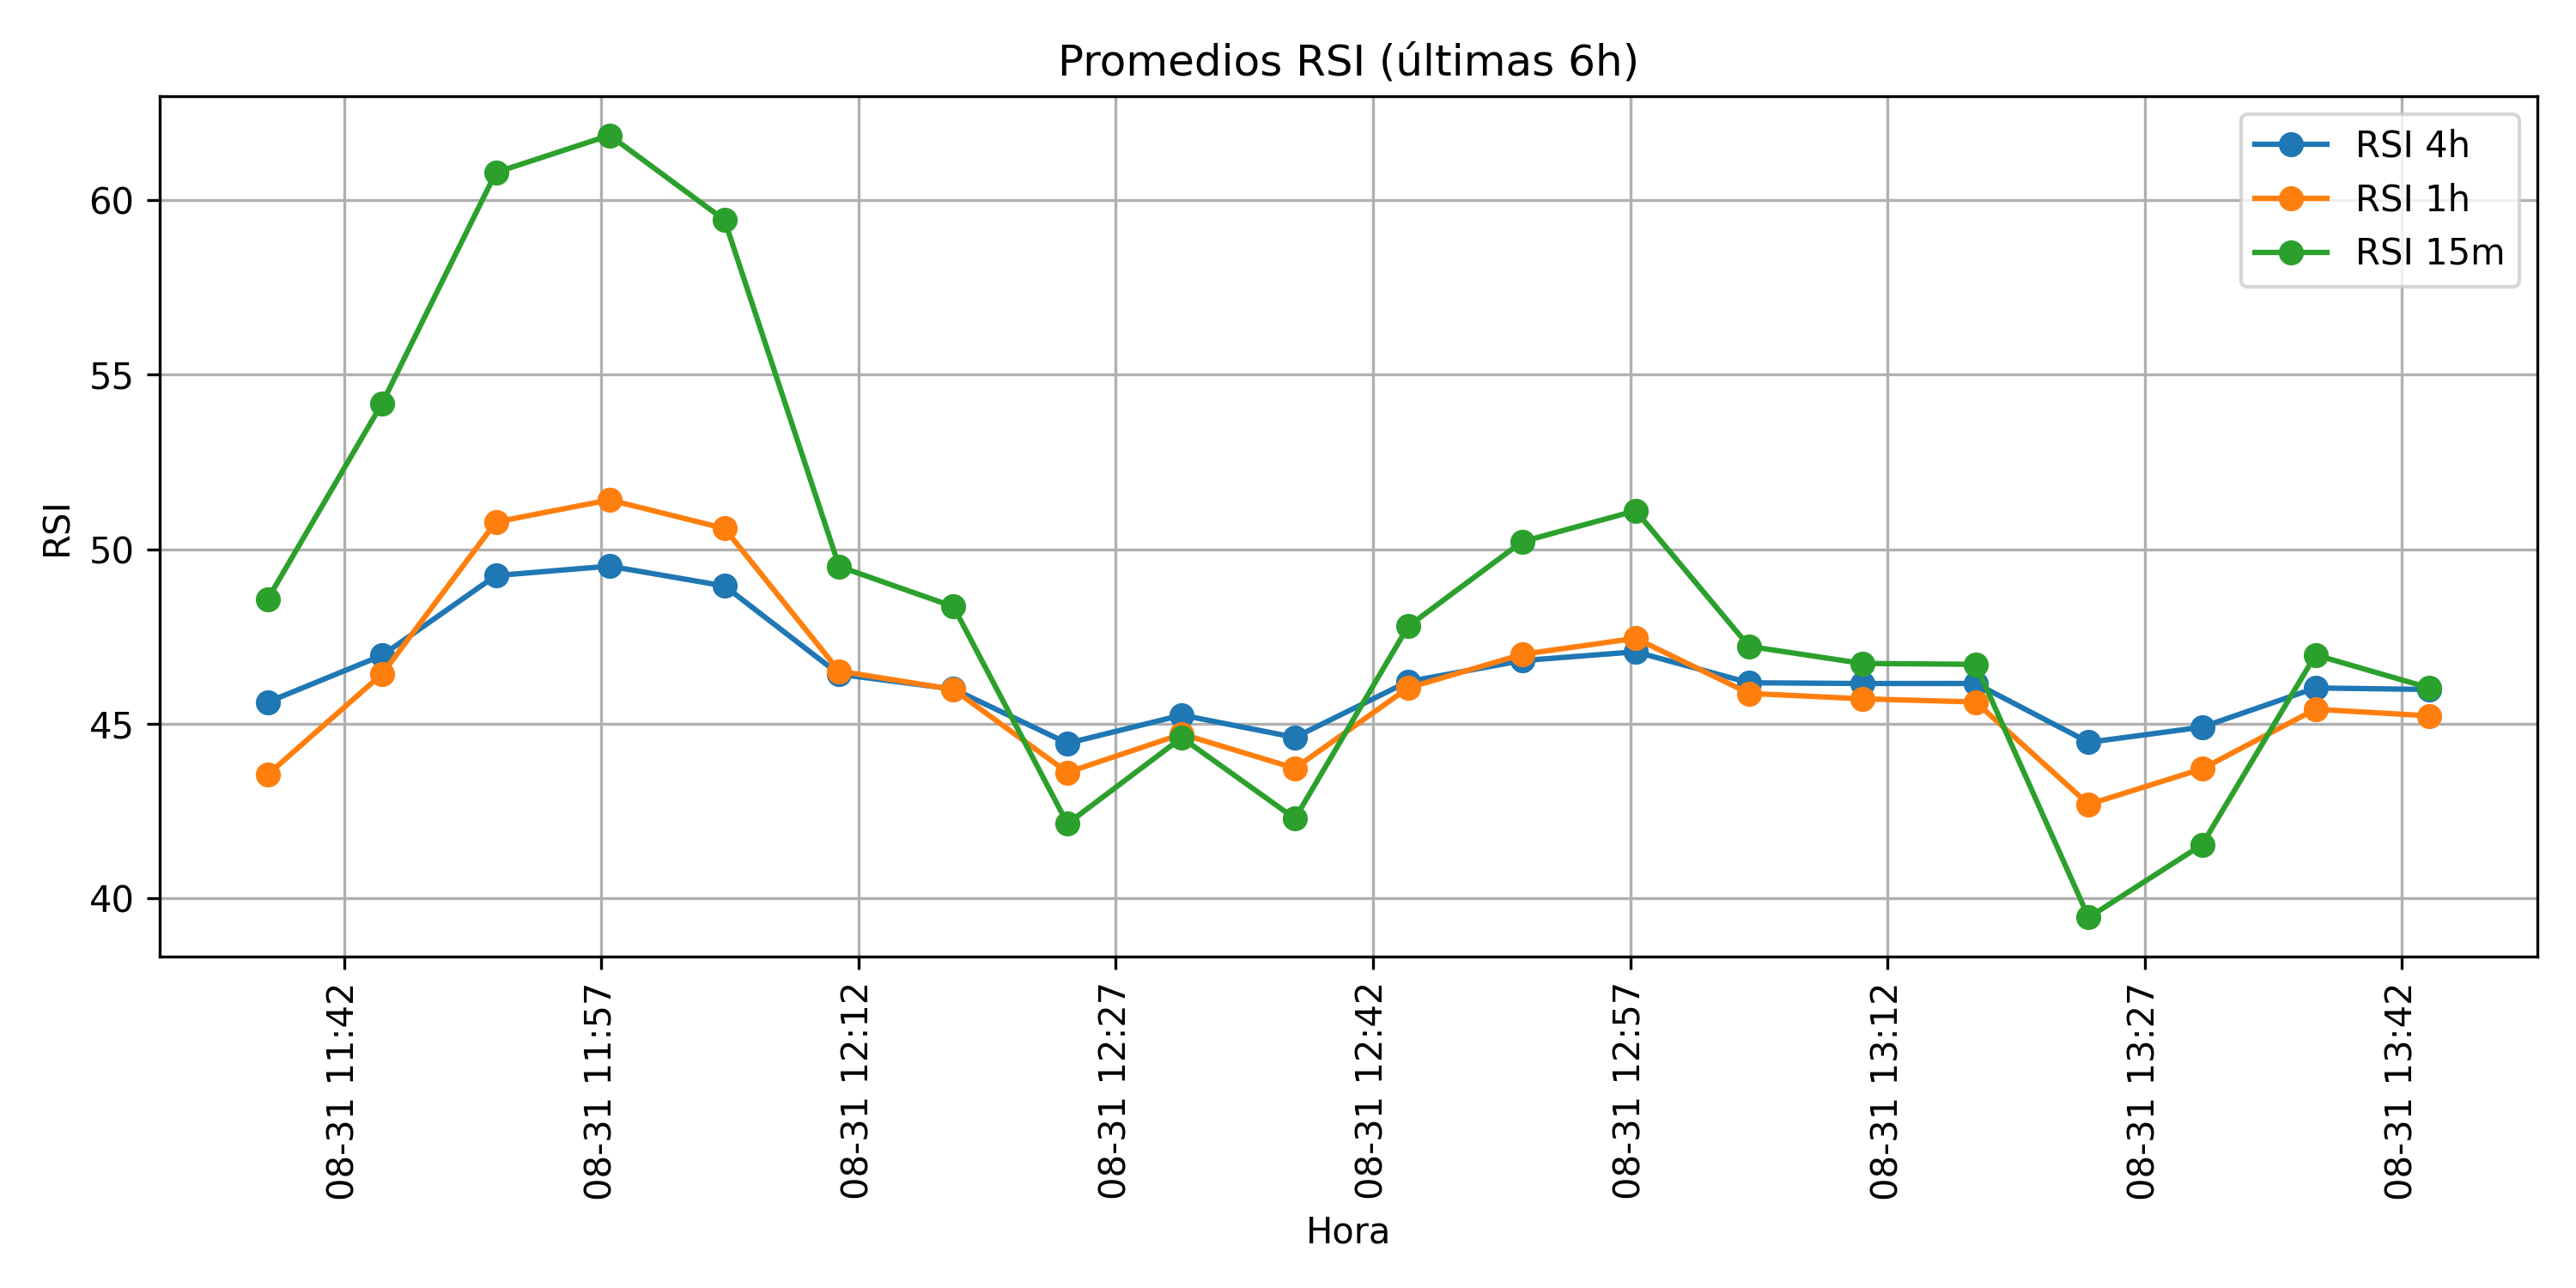 Promedios RSI (últimas 6h)
RSI 4h
RSI 1h
RSI 15m
RSI
60
55
50
45
40
08-31 11:42
08-31 11:57
08-31 12:12
08-31 12:27
08-31 12:42
08-31 12:57
08-31 13:12
08-31 13:27
08-31 13:42
Hora